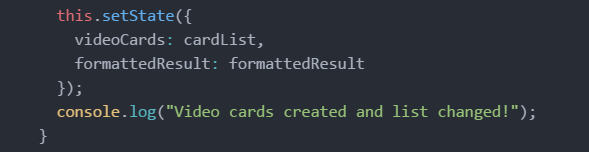 this.setState({
videoCards: cardList,
formattedResult: formattedResult
});
console.log("Video cards created and list changed!");
}